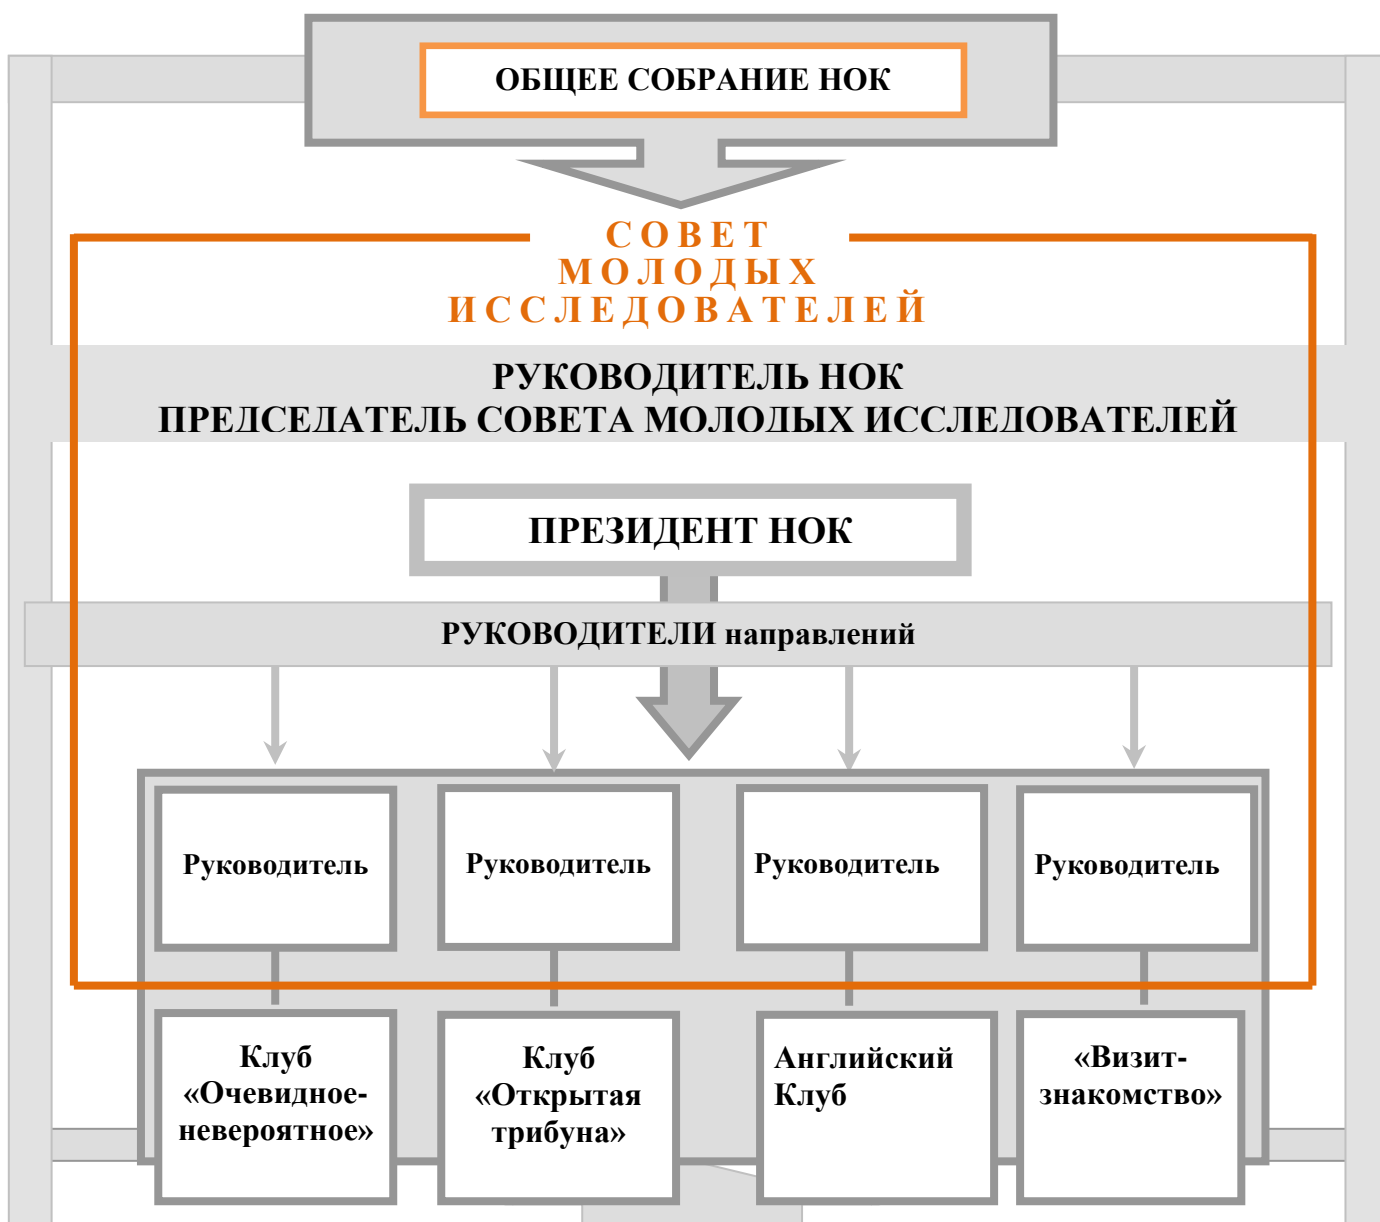 ОБЩЕЕ СОБРАНИЕ НОК
СОВЕТ
МОЛОДЫХ
ИССЛЕДОВАТЕЛЕЙ
РУКОВОДИТЕЛЬ НОК
ПРЕДСЕДАТЕЛЬ СОВЕТА МОЛОДЫХ ИССЛЕДОВАТЕЛЕЙ
ПРЕЗИДЕНТ НОК
РУКОВОДИТЕЛИ направлений
Руководитель
Руководитель
Руководитель
Руководитель
Клуб
«Очевидное-
невероятное»
Клуб
«Открытая
трибуна»
Английский
Клуб
«Визит-
знакомство»